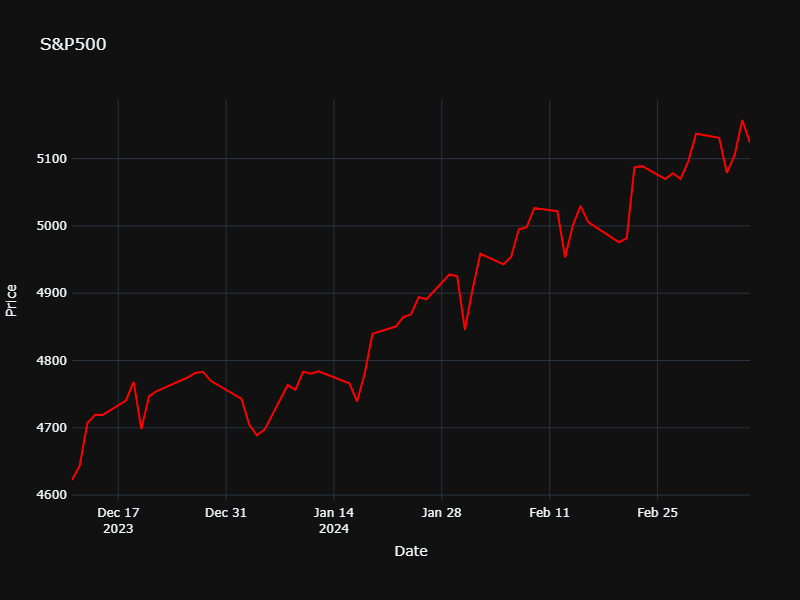 S&P500
5100
5000
4900
4800
4700
4600
Price
Dec 17
2023
Dec 31
Jan 14
2024
Jan 28
Feb 11
Feb 25
Date